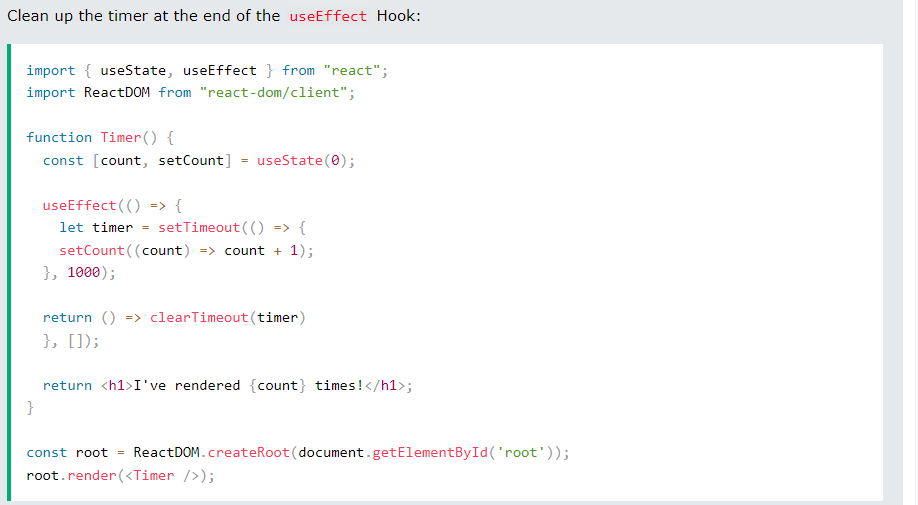 Clean up the timer at the end of the useEffect Hook:
import { useState, useEffect } from "react";
import ReactDOM from "react-dom/client";
function Timer() {
const [count, setCount] = useState(0);
useEffect(() => {
let timer = setTimeout(() => {
setCount((count) => count + 1);
}, 1000);
return () => clearTimeout(timer)
}, []);
return <h1>I've rendered {count} times!</h1>;
}
const root = ReactDOM.createRoot(document.getElementById('root'));
root.render(<Timer />);